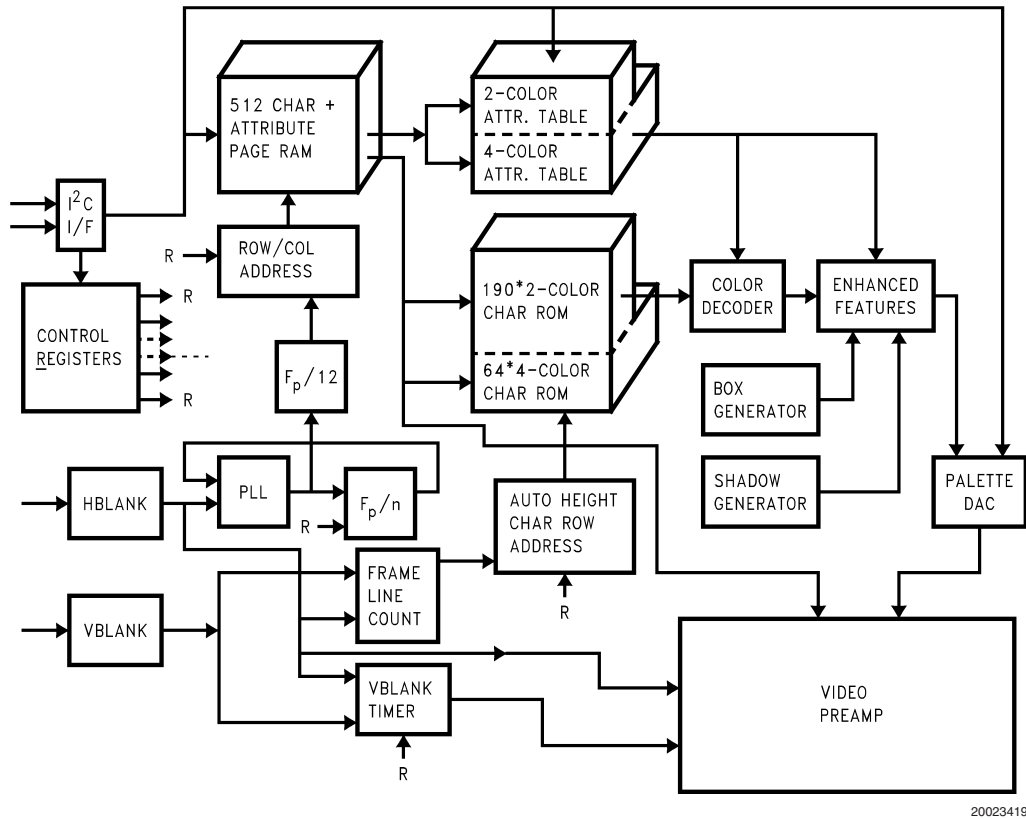 512 CHAR +
ATTRIBUTE
PAGE RAM
2-COLOR
ATTR. TABLE
4-COLOR
ATTR. TABLE
I²C
I/F
R
ROW/COL
ADDRESS
CONTROL
REGISTERS
R
R
Fp/12
190*2-COLOR
CHAR ROM
64*4-COLOR
CHAR ROM
COLOR
DECODER
ENHANCED
FEATURES
BOX
GENERATOR
SHADOW
GENERATOR
PALETTE
DAC
HBLANK
PLL
Fp/n
R
AUTO HEIGHT
CHAR ROW
ADDRESS
R
VBLANK
FRAME
LINE
COUNT
VBLANK
TIMER
R
VIDEO
PREAMP
20023419